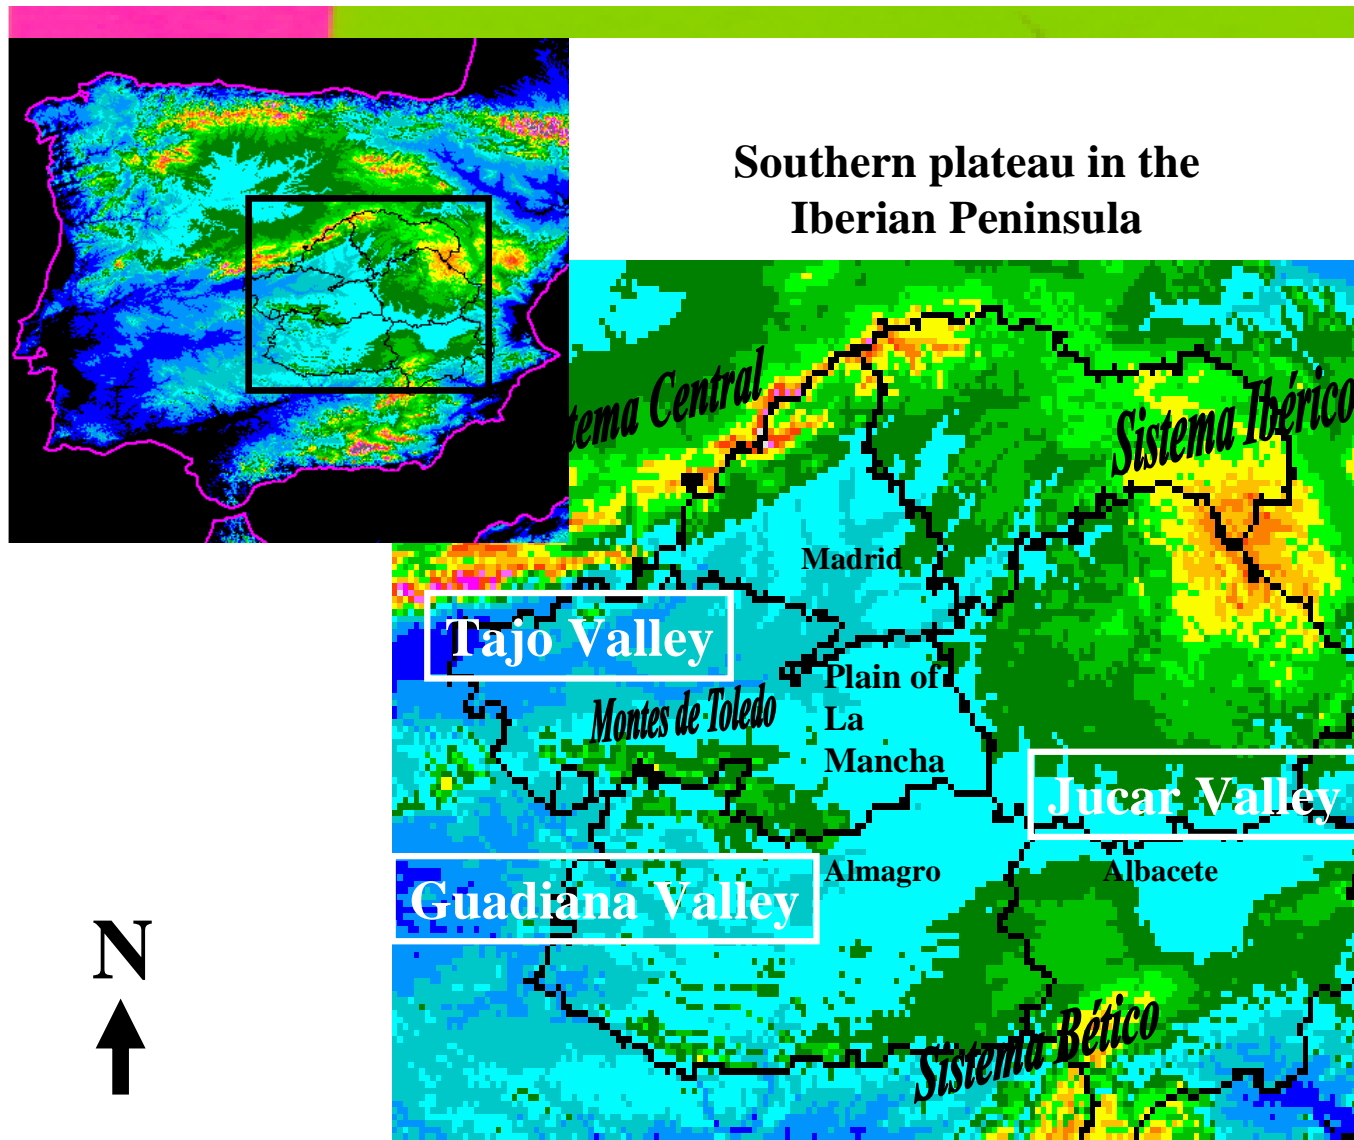 Southern plateau in the
Iberian Peninsula
tema Central
Sistema Ibérico
Madrid
Tajo Valley
Plain of
La
Mancha
Montes de Toledo
Jucar Valley
Almagro
Albacete
Guadiana Valley
N
Sistema Bético